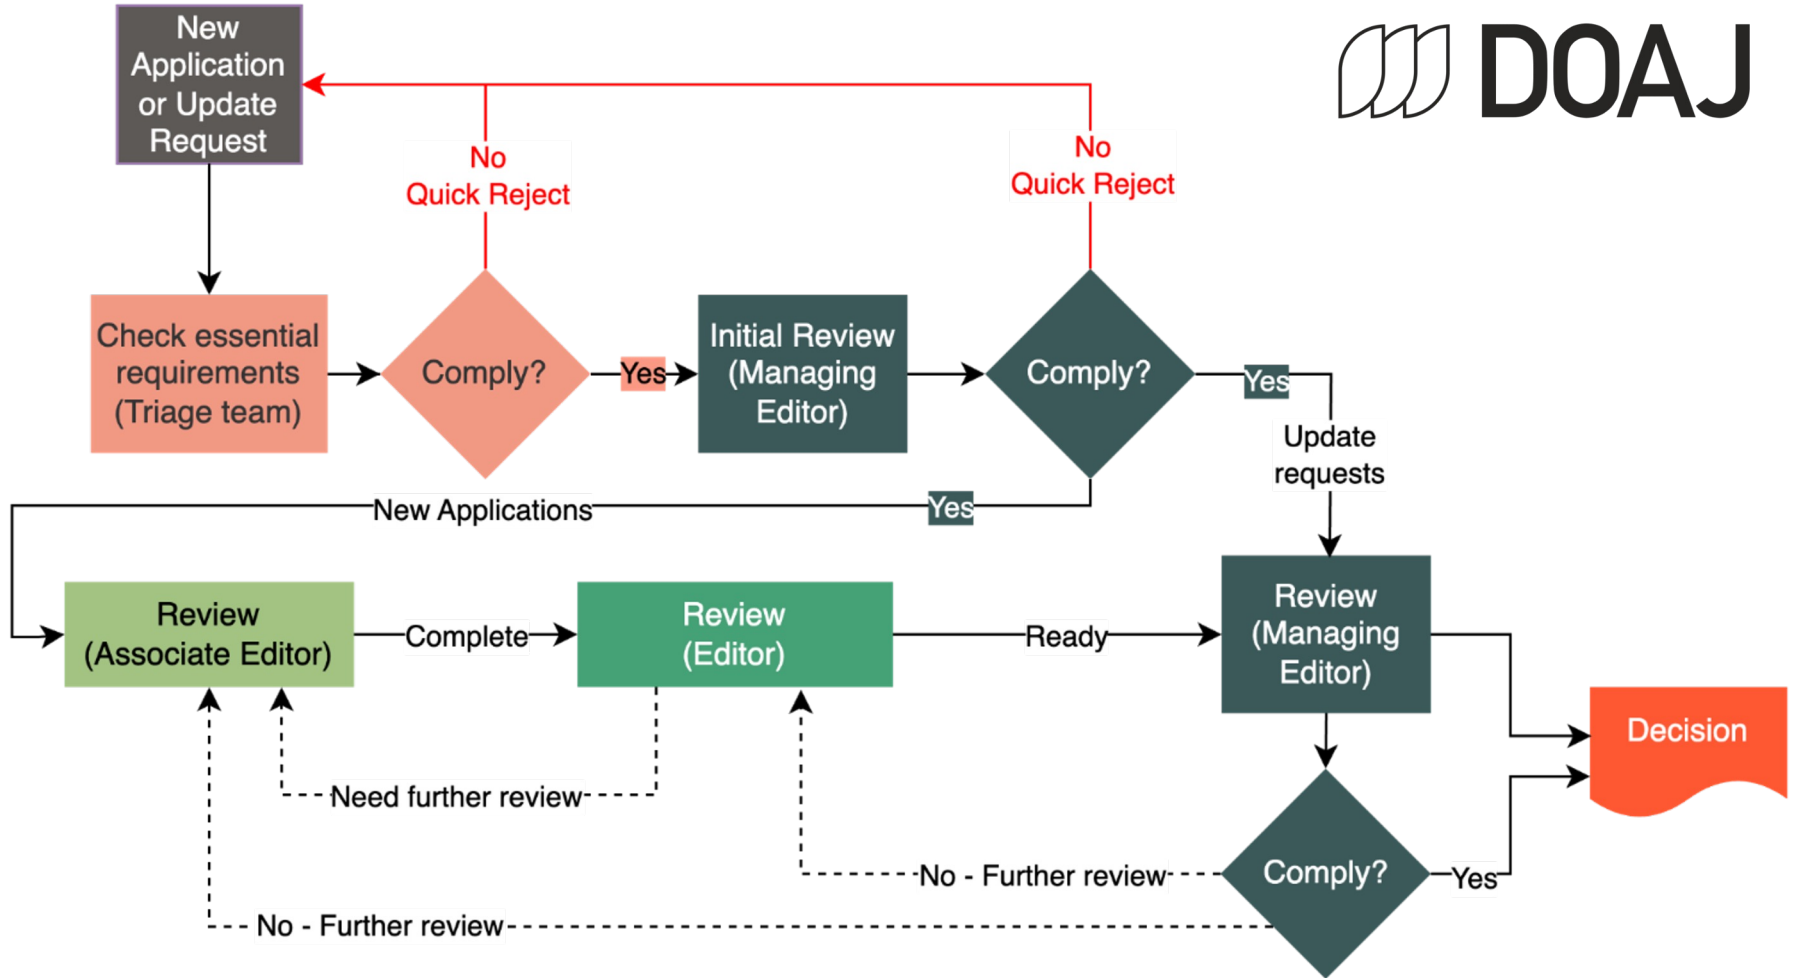 New
Application
or Update
Request
DOAJ
No
Quick Reject
No
Quick Reject
Check essential
requirements
(Triage team)
Comply?
Yes
Initial Review
(Managing
Editor)
Comply?
Yes
Update
requests
New Applications
Yes
Review
(Associate Editor)
Complete
Review
(Editor)
Ready
Review
(Managing
Editor)
Decision
Need further review
No - Further review
Comply?
Yes
No - Further review